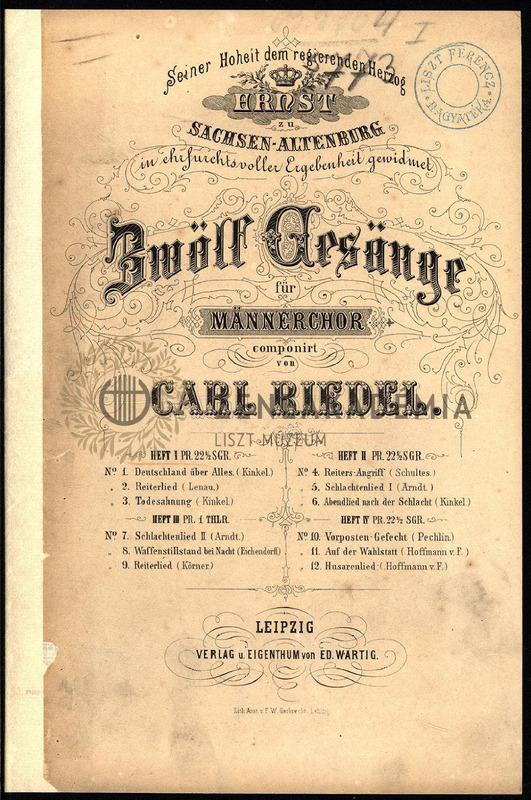 Seiner Hoheit dem regierenden Herzog
ERNST
zu
SACHSEN-ALTENBURG
in ehrfurchtsvoller Ergebenheit gewidmet
LISZT FERENCZ
HAGYATÉKA
Zwölf Gesänge
für
MÄNNERCHOR
componirt
von
CARL RIEDEL.
ZENEAKADÉMIA
LISZT MÚZEUM
HEFT I PR. 22½ SGR.
No 1. Deutschland über Alles. (Kinkel.)
„ 2. Reiterlied (Lenau.)
„ 3. Todesahnung (Kinkel.)
HEFT II PR. 22½ SGR.
No 4. Reiters-Angriff (Schultes.)
„ 5. Schlachtenlied I (Arndt.)
„ 6. Abendlied nach der Schlacht (Kinkel)
HEFT III PR. 1 THLR.
No 7. Schlachtenlied II (Arndt.)
„ 8. Waffenstillstand bei Nacht (Eichendorff)
„ 9. Reiterlied (Körner.)
HEFT IV PR. 22½ SGR.
No 10. Vorposten-Gefecht (Pechlin.)
„ 11. Auf der Wahlstatt (Hoffmann v. F.)
„ 12. Husarenlied (Hoffmann v. F.)
LEIPZIG
VERLAG u. EIGENTHUM von ED. WARTIG.
Lith. Anst. v. F. W. Garbrecht, Leipzig.